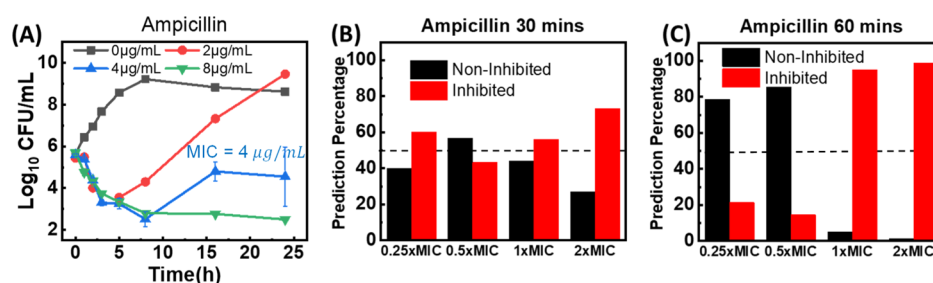 (A)
Ampicillin
0µg/mL
2µg/mL
4µg/mL
8µg/mL
10
8
6
4
2
Log10 CFU/mL
MIC = 4 μg/mL
0
5
10
15
20
25
Time(h)
(B)
Ampicillin 30 mins
Non-Inhibited
Inhibited
100
80
60
40
20
0
Prediction Percentage
0.25xMIC
0.5xMIC
1xMIC
2xMIC
(C)
Ampicillin 60 mins
Non-Inhibited
Inhibited
100
80
60
40
20
0
Prediction Percentage
0.25xMIC
0.5xMIC
1xMIC
2xMIC